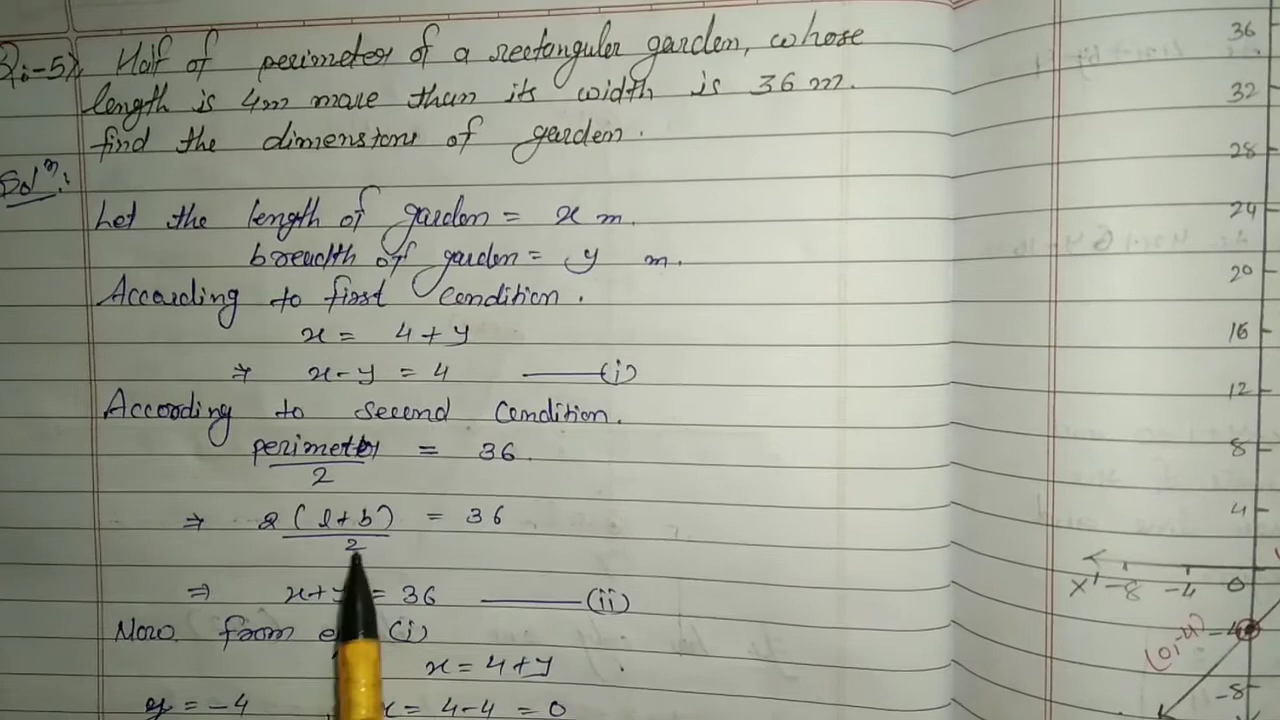 Half of perimeter of a rectanguler garden, whose
length is 4m more than its width is 36 m.
find the dimensions of garden.
Solⁿ:
Let the length of garden = x m.
breadth of garden = y m.
According to first condition.
x = 4 + y
⇒ x - y = 4 ——(i)
According to second condition.
perimeter/2 = 36.
⇒ 2(l+b)/2 = 36
⇒ x+y = 36 ——(ii)
Now from (i)
x = 4 + y
y = -4 x = 4-4 = 0
36
32
28
24
20
16
12
8
4
X' -8 -4 0
-4
(0,-4)
-8